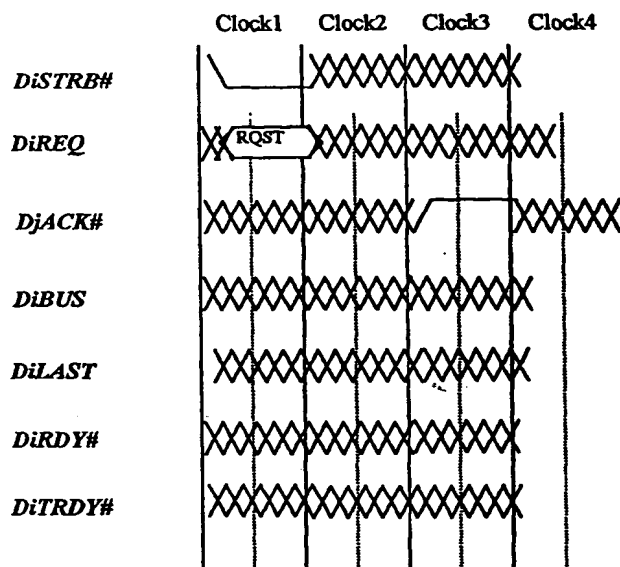 Clock1 Clock2 Clock3 Clock4
DiSTRB#
DiREQ RQST
DjACK#
DiBUS
DiLAST
DiRDY#
DiTRDY#